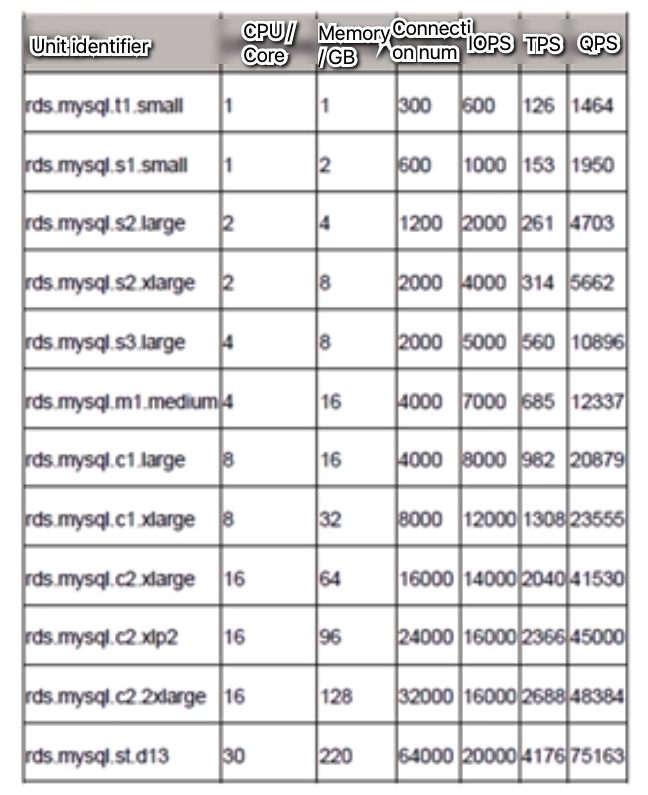 Unit identifier CPU / Core Memory /GB Connecti on num IOPS TPS QPS
rds.mysql.t1.small 1 1 300 600 126 1464
rds.mysql.s1.small 1 2 600 1000 153 1950
rds.mysql.s2.large 2 4 1200 2000 261 4703
rds.mysql.s2.xlarge 2 8 2000 4000 314 5662
rds.mysql.s3.large 4 8 2000 5000 560 10896
rds.mysql.m1.medium 4 16 4000 7000 685 12337
rds.mysql.c1.large 8 16 4000 8000 982 20879
rds.mysql.c1.xlarge 8 32 8000 12000 1308 23555
rds.mysql.c2.xlarge 16 64 16000 14000 2040 41530
rds.mysql.c2.xlp2 16 96 24000 16000 2366 45000
rds.mysql.c2.2xlarge 16 128 32000 16000 2688 48384
rds.mysql.st.d13 30 220 64000 20000 4176 75163